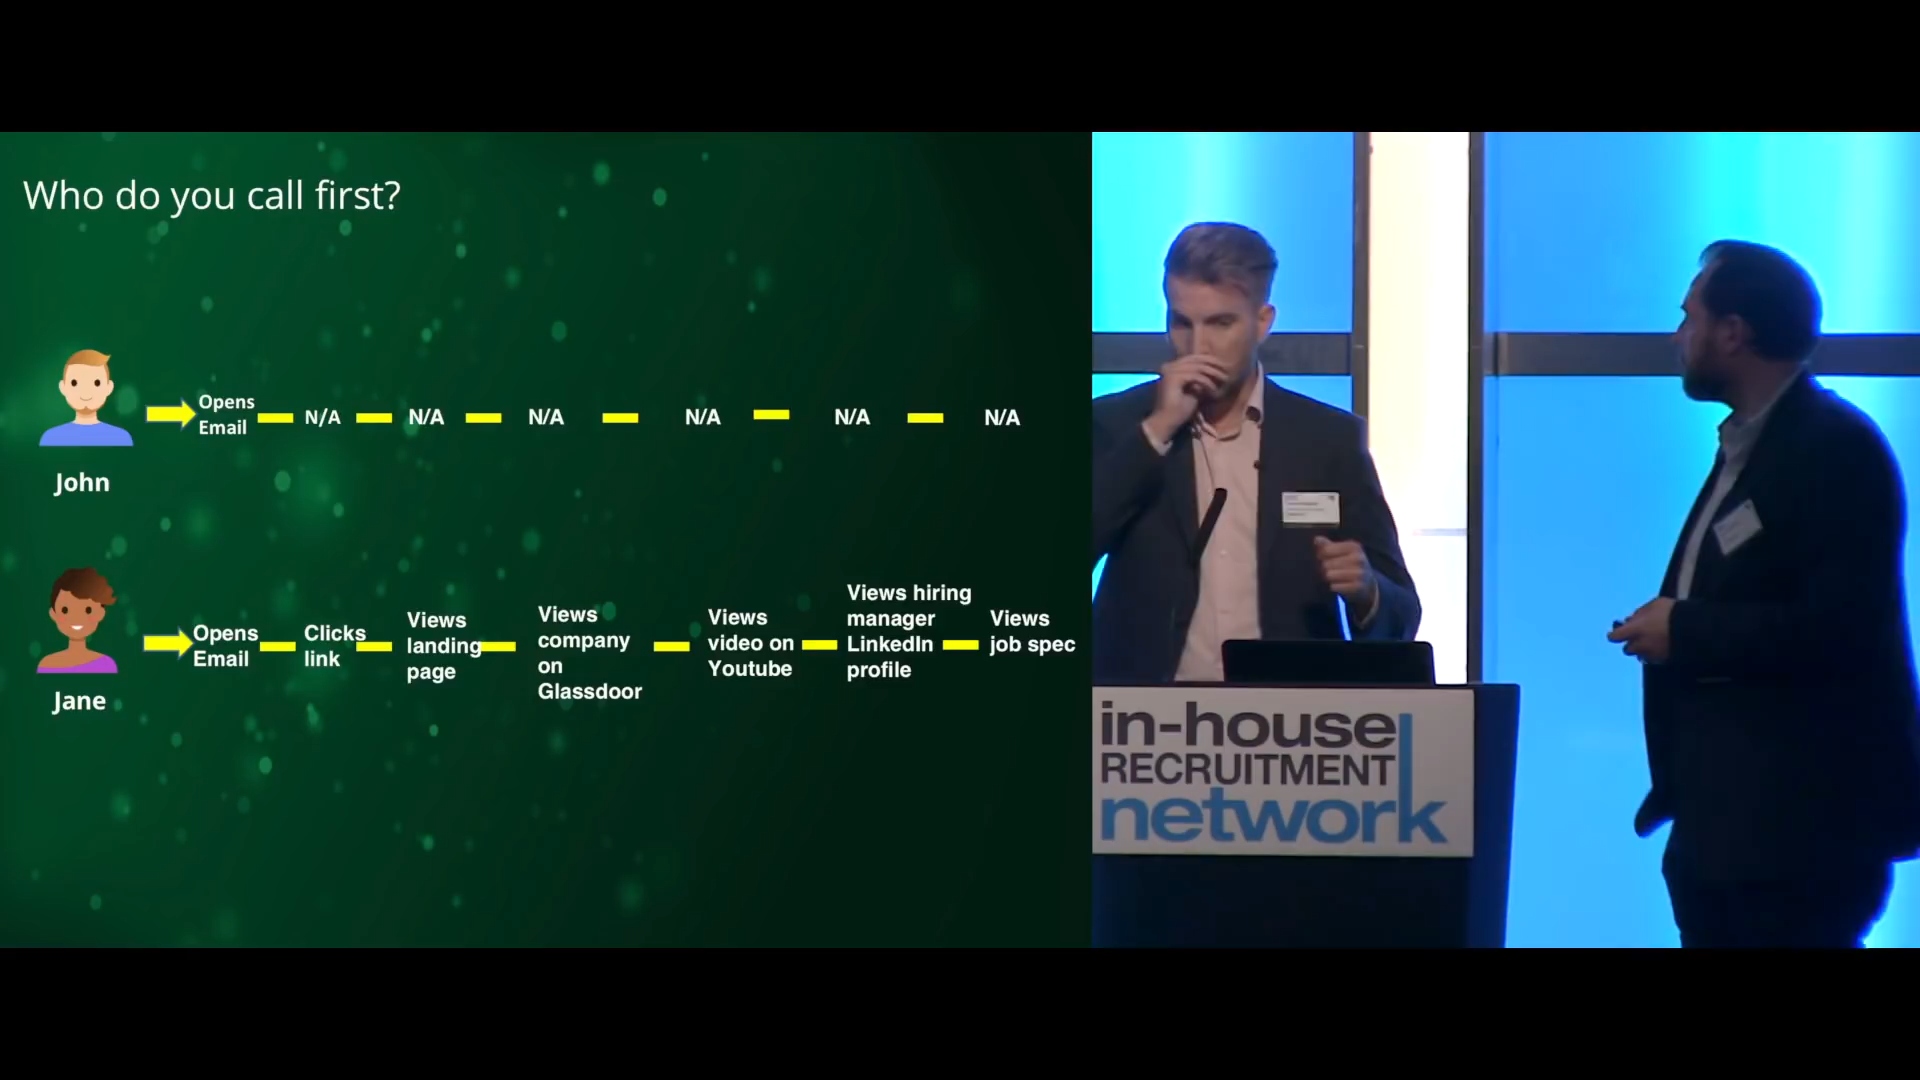 Who do you call first?
Opens
Email
N/A
N/A
N/A
N/A
N/A
N/A
John
Opens
Email
Clicks
link
Views
landing
page
Views
company
on
Glassdoor
Views
video on
Youtube
Views hiring
manager
LinkedIn
profile
Views
job spec
Jane
in-house
RECRUITMENT
network